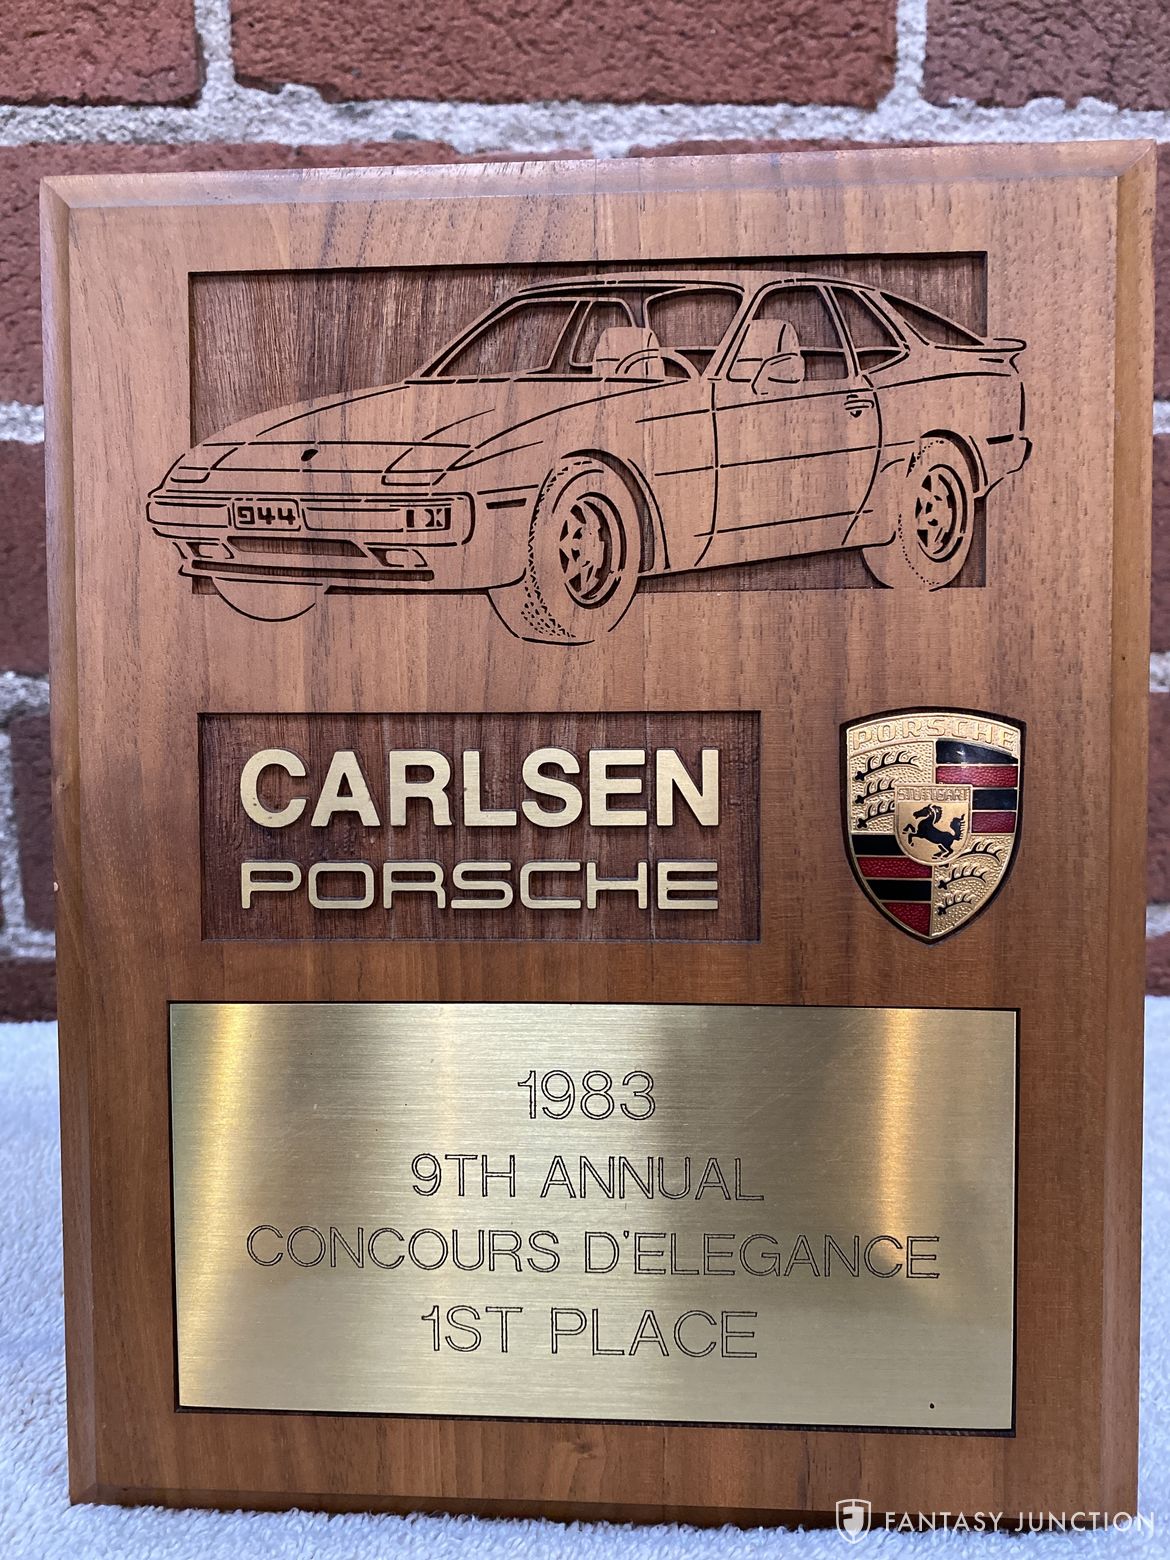 944
CARLSEN
PORSCHE
PORSCHE
STUTTGART
1983
9TH ANNUAL
CONCOURS D'ELEGANCE
1ST PLACE
FANTASY JUNCTION